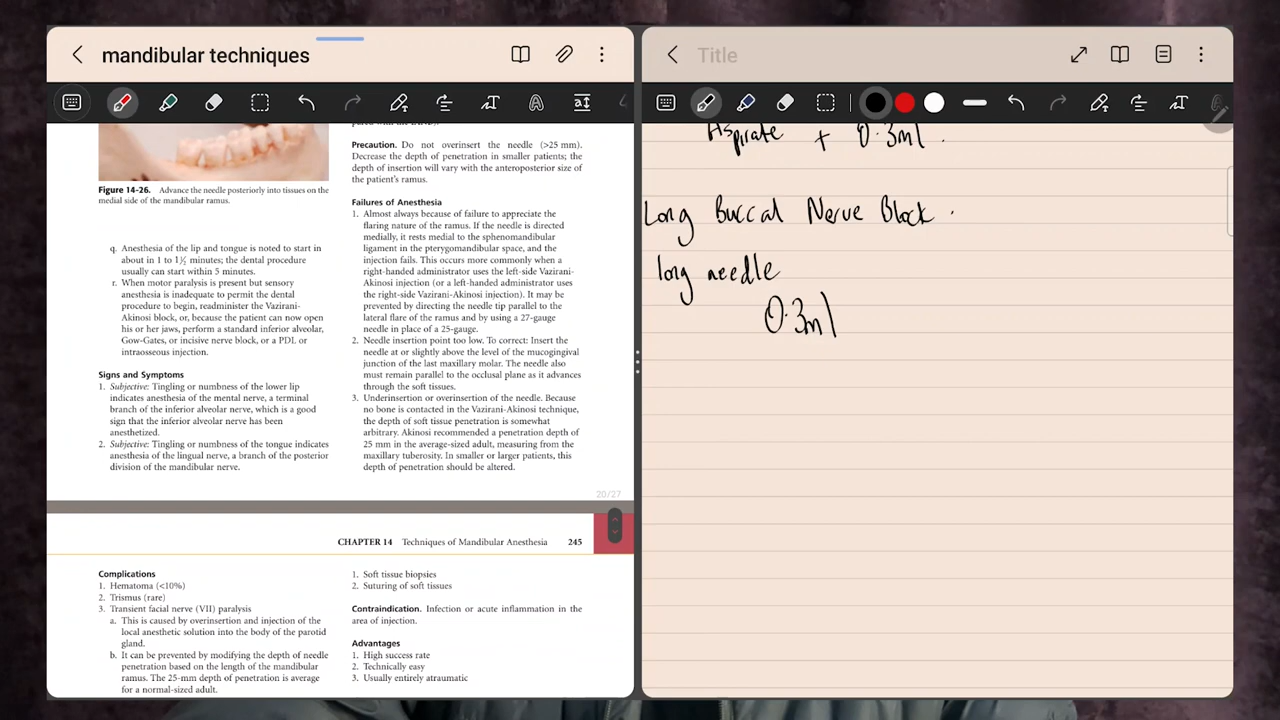 mandibular techniques
Figure 14-26. Advance the needle posteriorly into tissues on the
medial side of the mandibular ramus.
q. Anesthesia of the lip and tongue is noted to start in
about in 1 to 1½ minutes; the dental procedure
usually can start within 5 minutes.
r. When motor paralysis is present but sensory
anesthesia is inadequate to permit the dental
procedure to begin, readminister the Vazirani-
Akinosi block, or, because the patient can now open
his or her jaws, perform a standard inferior alveolar,
Gow-Gates, or incisive nerve block, or a PDL or
intraosseous injection.
Signs and Symptoms
1. Subjective: Tingling or numbness of the lower lip
indicates anesthesia of the mental nerve, a terminal
branch of the inferior alveolar nerve, which is a good
sign that the inferior alveolar nerve has been
anesthetized.
2. Subjective: Tingling or numbness of the tongue indicates
anesthesia of the lingual nerve, a branch of the posterior
division of the mandibular nerve.
Precaution. Do not overinsert the needle (>25 mm).
Decrease the depth of penetration in smaller patients; the
depth of insertion will vary with the anteroposterior size of
the patient's ramus.
Failures of Anesthesia
1. Almost always because of failure to appreciate the
flaring nature of the ramus. If the needle is directed
medially, it rests medial to the sphenomandibular
ligament in the pterygomandibular space, and the
injection fails. This occurs more commonly when a
right-handed administrator uses the left-side Vazirani-
Akinosi injection (or a left-handed administrator uses
the right-side Vazirani-Akinosi injection). It may be
prevented by directing the needle tip parallel to the
lateral flare of the ramus and by using a 27-gauge
needle in place of a 25-gauge.
2. Needle insertion point too low. To correct: Insert the
needle at or slightly above the level of the mucogingival
junction of the last maxillary molar. The needle also
must remain parallel to the occlusal plane as it advances
through the soft tissues.
3. Underinsertion or overinsertion of the needle. Because
no bone is contacted in the Vazirani-Akinosi technique,
the depth of soft tissue penetration is somewhat
arbitrary. Akinosi recommended a penetration depth of
25 mm in the average-sized adult, measuring from the
maxillary tuberosity. In smaller or larger patients, this
depth of penetration should be altered.
20/27
CHAPTER 14 Techniques of Mandibular Anesthesia 245
Complications
1. Hematoma (<10%)
2. Trismus (rare)
3. Transient facial nerve (VII) paralysis
a. This is caused by overinsertion and injection of the
local anesthetic solution into the body of the parotid
gland.
b. It can be prevented by modifying the depth of needle
penetration based on the length of the mandibular
ramus. The 25-mm depth of penetration is average
for a normal-sized adult.
1. Soft tissue biopsies
2. Suturing of soft tissues
Contraindication. Infection or acute inflammation in the
area of injection.
Advantages
1. High success rate
2. Technically easy
3. Usually entirely atraumatic
Title
Aspirate + 0.3ml.
Long Buccal Nerve Block.
long needle
0.3ml